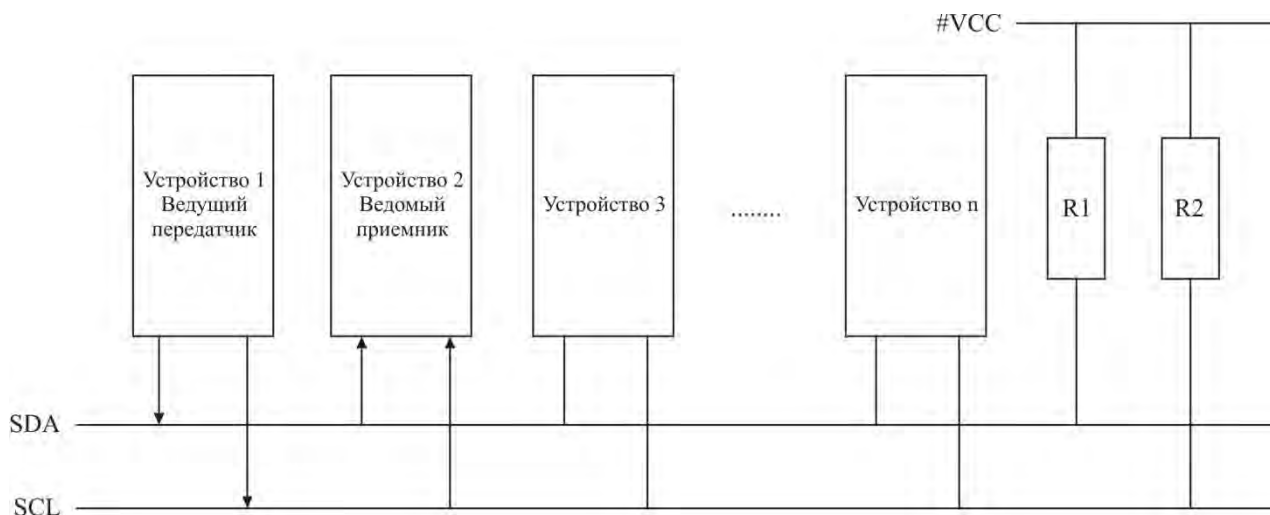 #VCC
Устройство 1
Ведущий
передатчик
Устройство 2
Ведомый
приемник
Устройство 3
........
Устройство n
R1
R2
SDA
SCL